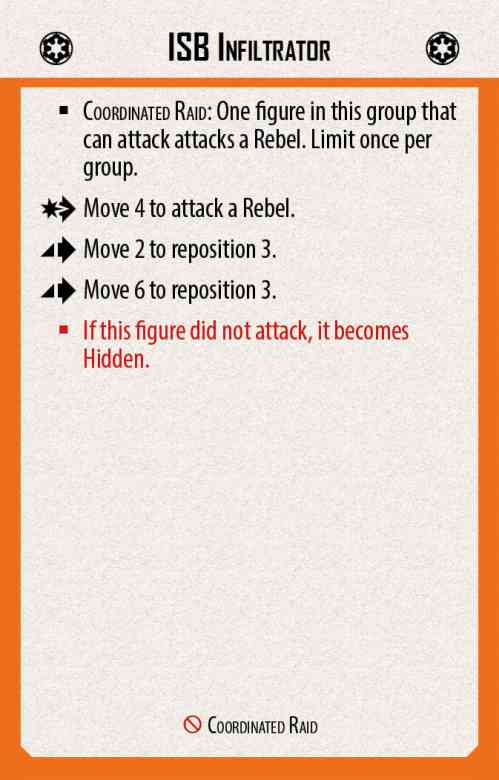 ISB Infiltrator
▪ Coordinated Raid: One figure in this group that
can attack attacks a Rebel. Limit once per
group.
Move 4 to attack a Rebel.
Move 2 to reposition 3.
Move 6 to reposition 3.
▪ If this figure did not attack, it becomes
Hidden.
Coordinated Raid